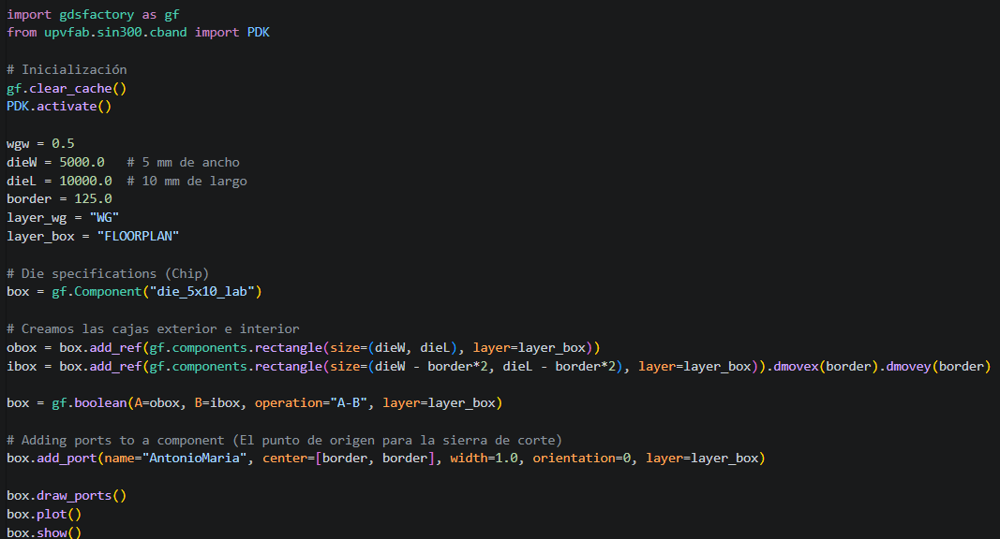 import gdsfactory as gf
from upvfab.sin300.cband import PDK
# Inicialización
gf.clear_cache()
PDK.activate()
wgw = 0.5
dieW = 5000.0   # 5 mm de ancho
dieL = 10000.0  # 10 mm de largo
border = 125.0
layer_wg = "WG"
layer_box = "FLOORPLAN"
# Die specifications (Chip)
box = gf.Component("die_5x10_lab")
# Creamos las cajas exterior e interior
obox = box.add_ref(gf.components.rectangle(size=(dieW, dieL), layer=layer_box))
ibox = box.add_ref(gf.components.rectangle(size=(dieW - border*2, dieL - border*2), layer=layer_box)).dmovex(border).dmovey(border)
box = gf.boolean(A=obox, B=ibox, operation="A-B", layer=layer_box)
# Adding ports to a component (El punto de origen para la sierra de corte)
box.add_port(name="AntonioMaria", center=[border, border], width=1.0, orientation=0, layer=layer_box)
box.draw_ports()
box.plot()
box.show()